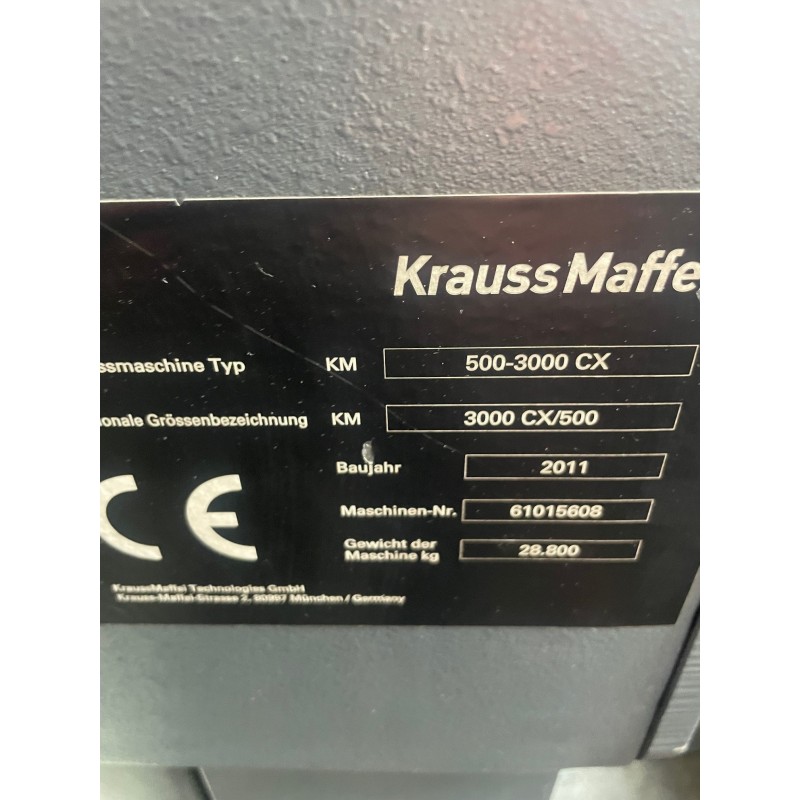 KraussMaffe
ssmaschine Typ KM 500-3000 CX
ionale Grössenbezeichnung KM 3000 CX/500
Baujahr 2011
Maschinen-Nr. 61015608
Gewicht der
Maschine kg 28.800
CE
KraussMaffei Technologies GmbH
Krauss-Maffei-Strasse 2, 80997 München / Germany